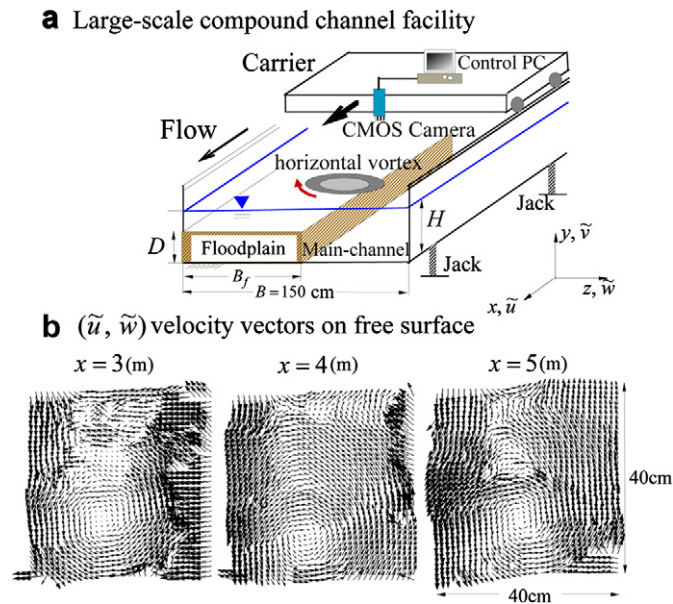 a Large-scale compound channel facility
Carrier
Control PC
Flow
CMOS Camera
horizontal vortex
H
Jack
D
Floodplain
Main-channel
Jack
y, ṽ
B_f
B=150 cm
z, w̃
x, ũ
b (ũ, w̃) velocity vectors on free surface
x = 3(m)
x = 4(m)
x = 5(m)
40cm
40cm